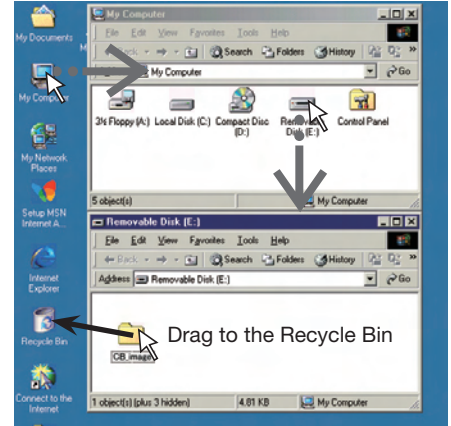 My Documents
My Computer
My Network
Places
Setup MSN
Internet A...
Internet
Explorer
Recycle Bin
Connect to the
Internet
My Computer
File Edit View Favorites Tools Help
Search Folders History
My Computer Go
3½ Floppy (A:) Local Disk (C:) Compact Disc
(D:) Removable
Disk (E:) Control Panel
5 object(s) My Computer
Removable Disk (E:)
File Edit View Favorites Tools Help
Back Search Folders History
Address Removable Disk (E:) Go
Drag to the Recycle Bin
CB_image
1 object(s) (plus 3 hidden) 4.81 KB My Computer